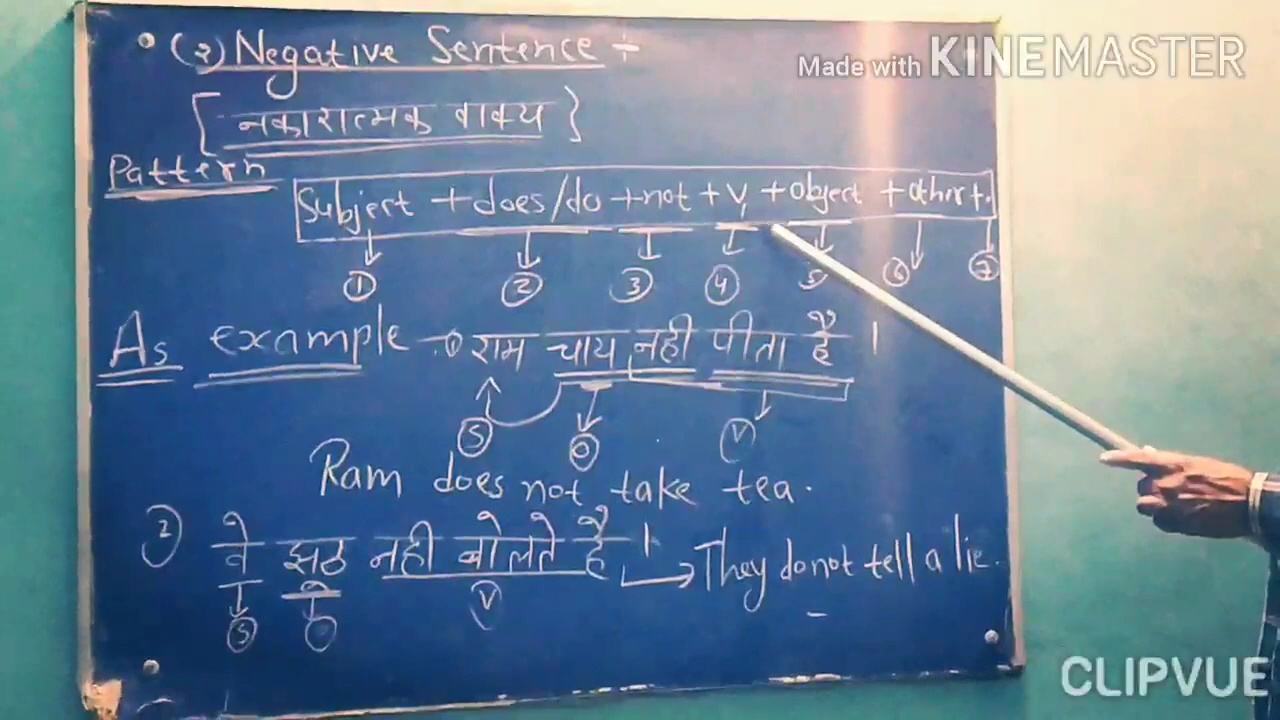 • (२) Negative Sentence ÷
Made with KINEMASTER
[नकारात्मक वाक्य}
Pattern
Subject + does/do + not + V1 + object + other + .
① ② ③ ④ 5 ⑥ ⑦
As example – ① राम चाय नही पीता है ।
S O V
Ram does not take tea.
② वे झूठ नही बोलते है । → They do not tell a lie.
S O V
CLIPVUE